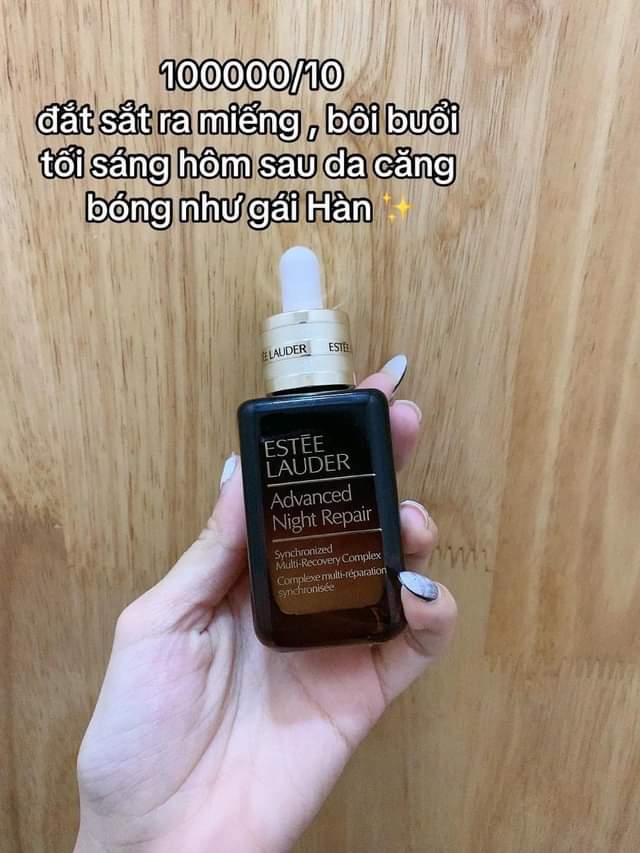 100000/10
đắt sắt ra miếng , bôi buổi
tối sáng hôm sau da căng
bóng như gái Hàn ✨
ÉE LAUDER ESTĒE
ESTĒE
LAUDER
Advanced
Night Repair
Synchronized
Multi-Recovery Complex
Complexe multi-réparation
synchronisée